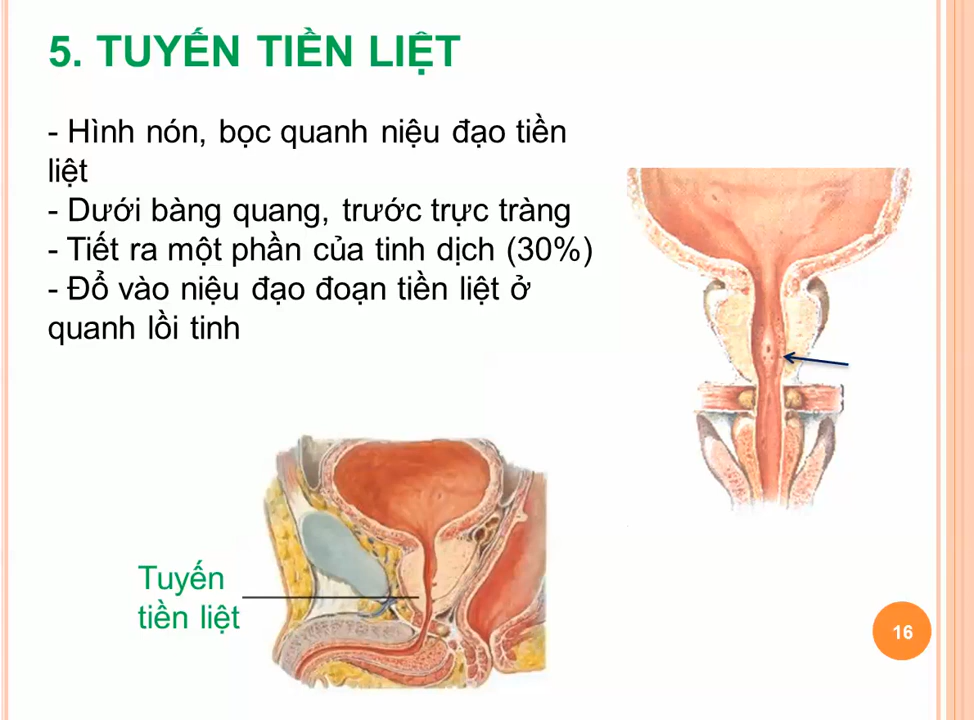 5. TUYẾN TIỀN LIỆT
- Hình nón, bọc quanh niệu đạo tiền
liệt
- Dưới bàng quang, trước trực tràng
- Tiết ra một phần của tinh dịch (30%)
- Đổ vào niệu đạo đoạn tiền liệt ở
quanh lồi tinh
Tuyến
tiền liệt
16